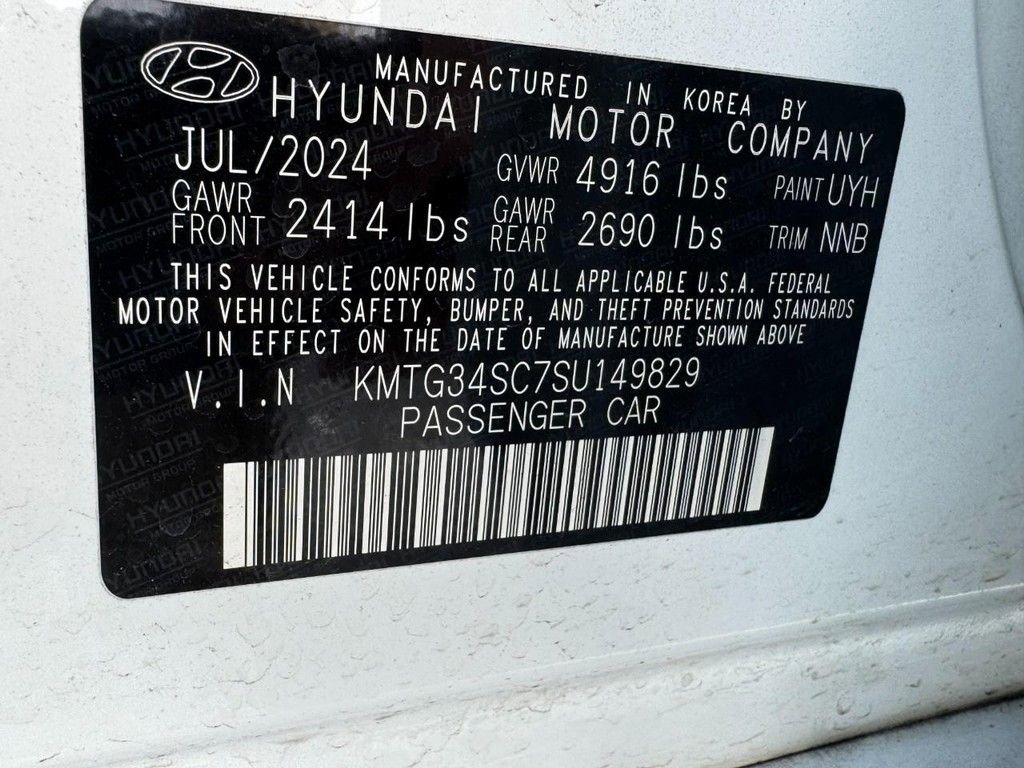 MANUFACTURED IN KOREA BY
HYUNDAI MOTOR COMPANY
JUL/2024 GVWR 4916 lbs PAINT UYH
GAWR FRONT 2414 lbs GAWR REAR 2690 lbs TRIM NNB
THIS VEHICLE CONFORMS TO ALL APPLICABLE U.S.A. FEDERAL
MOTOR VEHICLE SAFETY, BUMPER, AND THEFT PREVENTION STANDARDS
IN EFFECT ON THE DATE OF MANUFACTURE SHOWN ABOVE
V.I.N KMTG34SC7SU149829
PASSENGER CAR